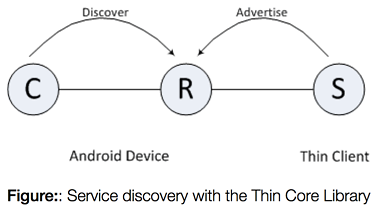 Discover Advertise
C R S
Android Device Thin Client
Figure:: Service discovery with the Thin Core Library